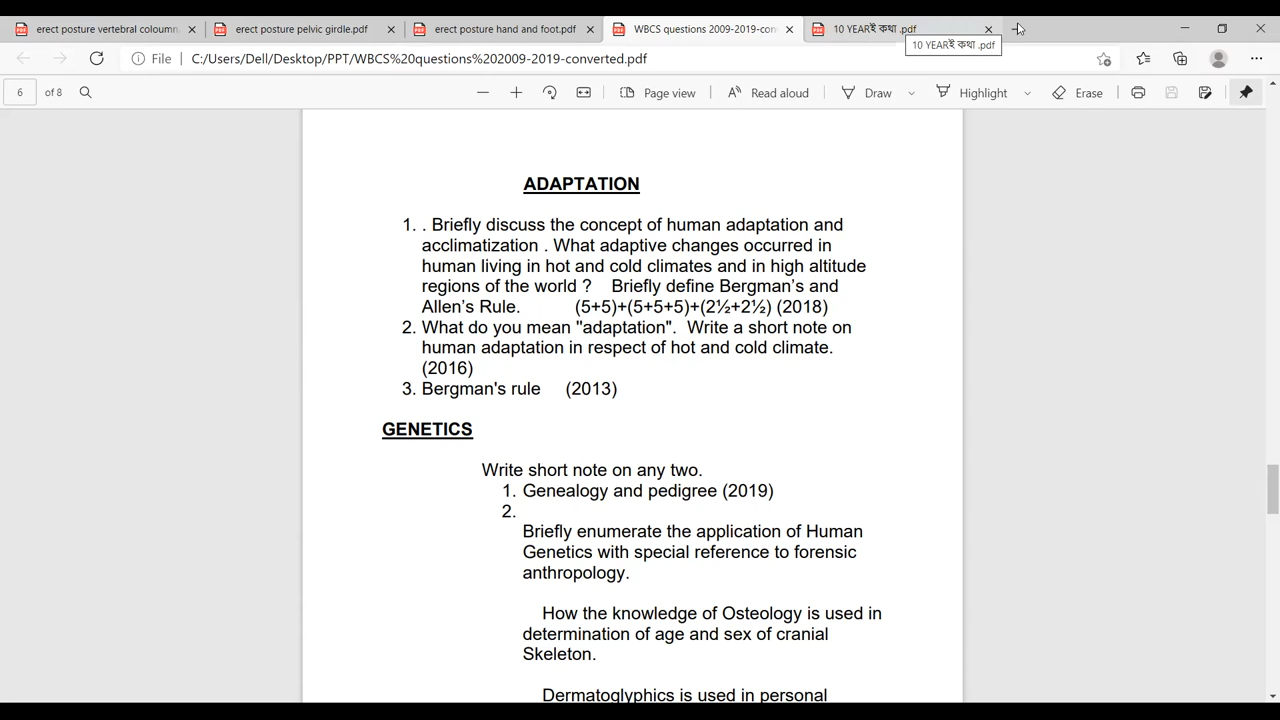 erect posture vertebral coloumn.
erect posture pelvic girdle.pdf
erect posture hand and foot.pdf
WBCS questions 2009-2019-con
10 YEARই কথা .pdf
10 YEARই কথা .pdf
File
C:/Users/Dell/Desktop/PPT/WBCS%20questions%202009-2019-converted.pdf
6 of 8
Page view
Read aloud
Draw
Highlight
Erase
ADAPTATION
1. . Briefly discuss the concept of human adaptation and
acclimatization . What adaptive changes occurred in
human living in hot and cold climates and in high altitude
regions of the world ? Briefly define Bergman's and
Allen's Rule. (5+5)+(5+5+5)+(2½+2½) (2018)
2. What do you mean "adaptation". Write a short note on
human adaptation in respect of hot and cold climate.
(2016)
3. Bergman's rule (2013)
GENETICS
Write short note on any two.
1. Genealogy and pedigree (2019)
2.
Briefly enumerate the application of Human
Genetics with special reference to forensic
anthropology.
How the knowledge of Osteology is used in
determination of age and sex of cranial
Skeleton.
Dermatoglyphics is used in personal